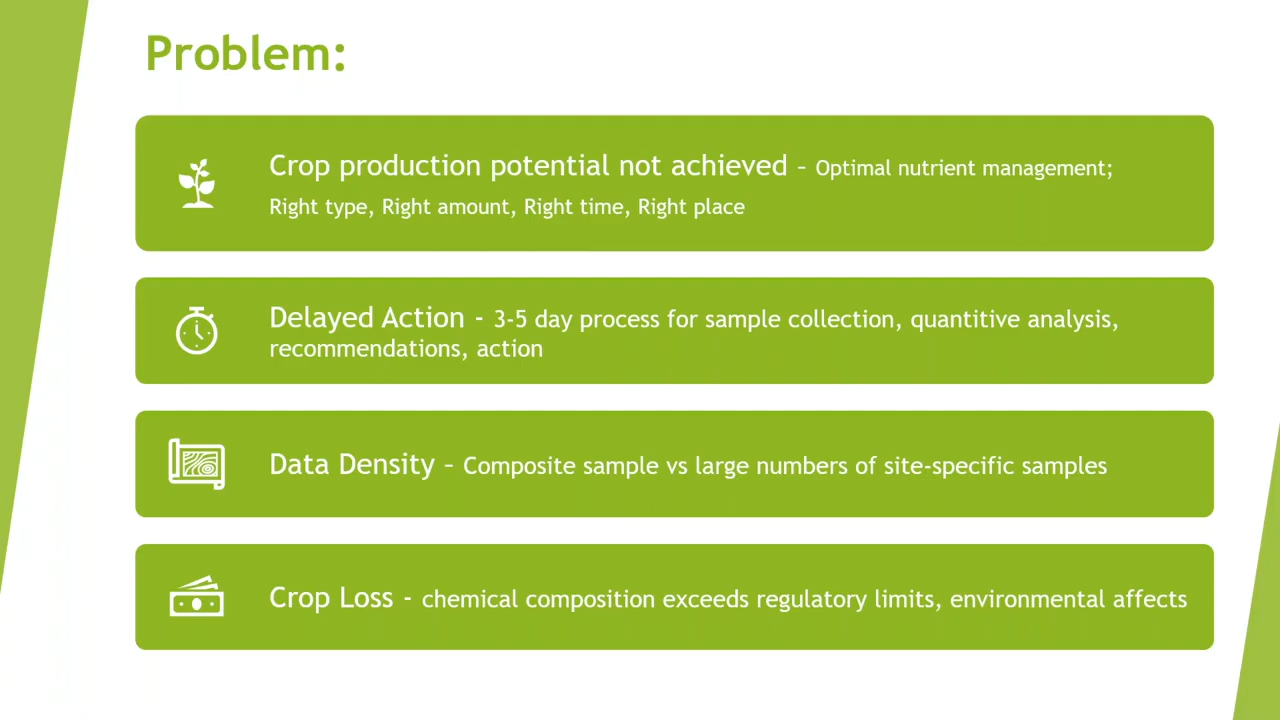 Problem:
Crop production potential not achieved – Optimal nutrient management;
Right type, Right amount, Right time, Right place
Delayed Action - 3-5 day process for sample collection, quantitive analysis,
recommendations, action
Data Density – Composite sample vs large numbers of site-specific samples
Crop Loss - chemical composition exceeds regulatory limits, environmental affects